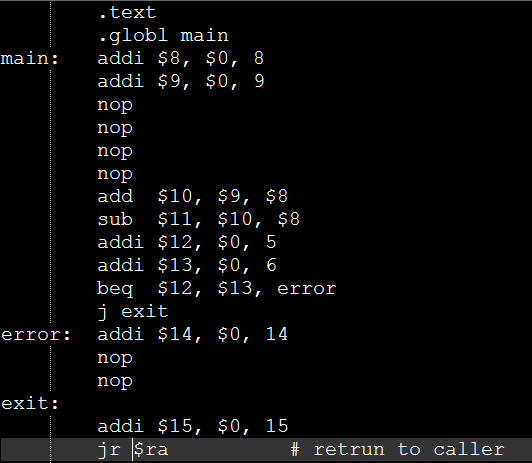 .text
.globl main
main: addi $8, $0, 8
addi $9, $0, 9
nop
nop
nop
nop
add $10, $9, $8
sub $11, $10, $8
addi $12, $0, 5
addi $13, $0, 6
beq $12, $13, error
j exit
error: addi $14, $0, 14
nop
nop
exit:
addi $15, $0, 15
jr $ra # retrun to caller